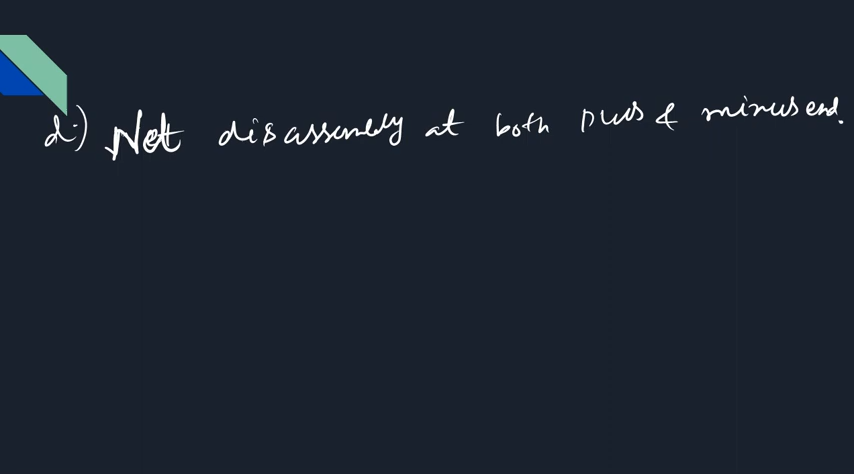 d.) Net disassembly at both plus & minus end.